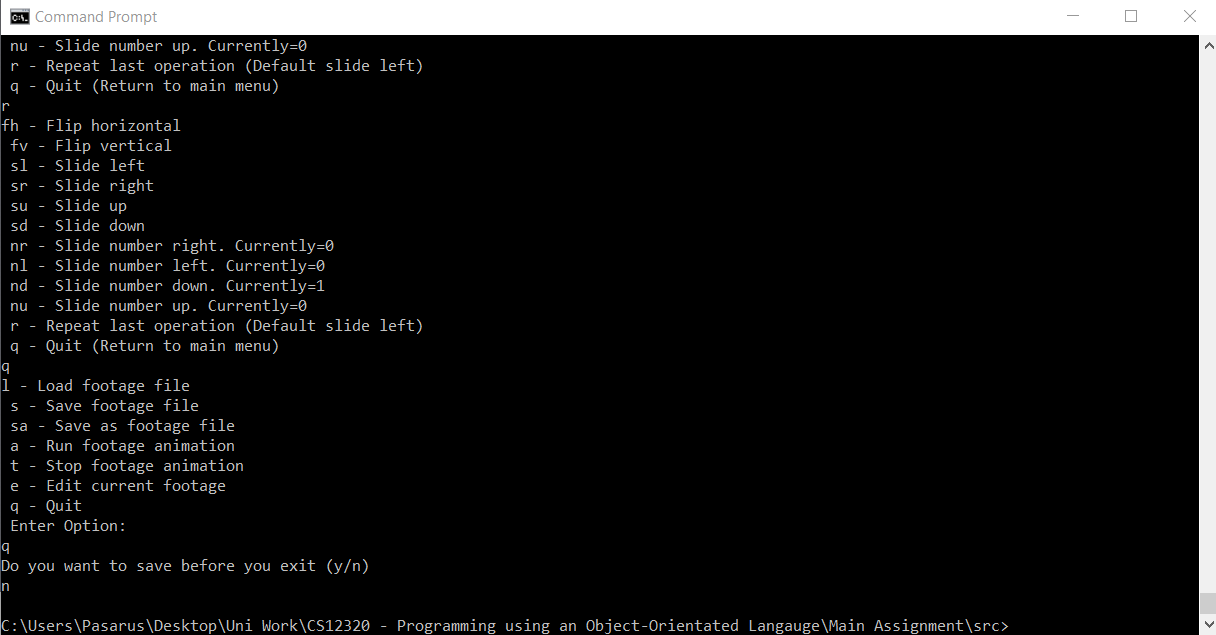 Command Prompt
nu - Slide number up. Currently=0
r - Repeat last operation (Default slide left)
q - Quit (Return to main menu)
r
fh - Flip horizontal
fv - Flip vertical
sl - Slide left
sr - Slide right
su - Slide up
sd - Slide down
nr - Slide number right. Currently=0
nl - Slide number left. Currently=0
nd - Slide number down. Currently=1
nu - Slide number up. Currently=0
r - Repeat last operation (Default slide left)
q - Quit (Return to main menu)
q
l - Load footage file
s - Save footage file
sa - Save as footage file
a - Run footage animation
t - Stop footage animation
e - Edit current footage
q - Quit
Enter Option:
q
Do you want to save before you exit (y/n)
n
C:\Users\Pasarus\Desktop\Uni Work\CS12320 - Programming using an Object-Orientated Langauge\Main Assignment\src>